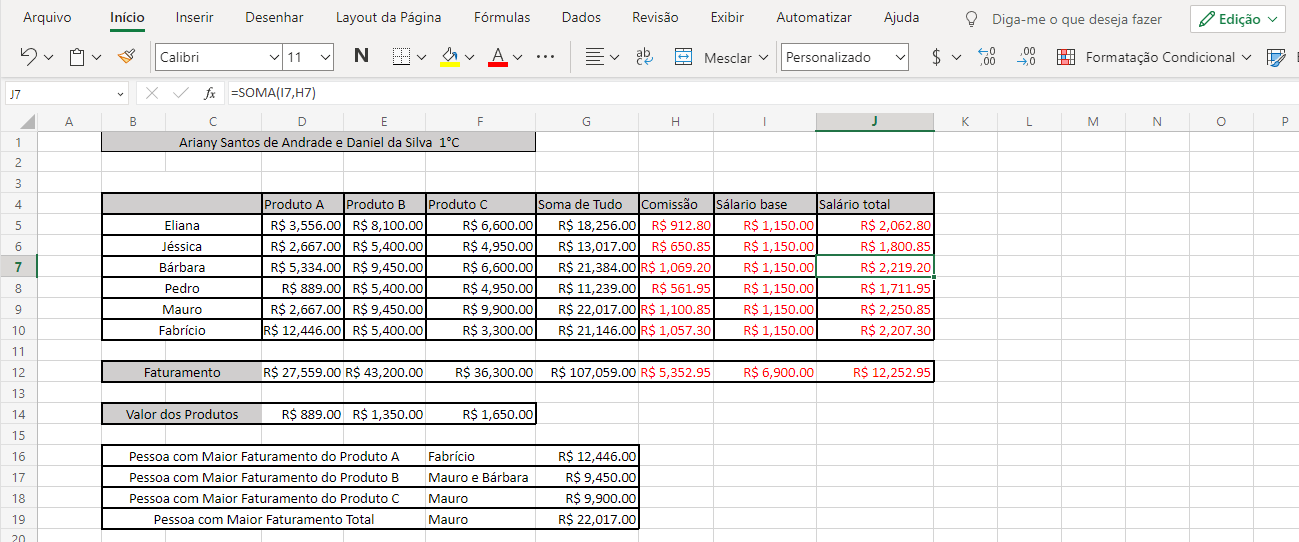 Arquivo Início Inserir Desenhar Layout da Página Fórmulas Dados Revisão Exibir Automatizar Ajuda Diga-me o que deseja fazer Edição
Calibri 11 N A ab Mesclar Personalizado $ Formatação Condicional
J7 fx =SOMA(I7,H7)
A B C D E F G H I J K L M N O P
1 Ariany Santos de Andrade e Daniel da Silva 1°C
2
3
4 Produto A Produto B Produto C Soma de Tudo Comissão Sálario base Salário total
5 Eliana R$ 3,556.00 R$ 8,100.00 R$ 6,600.00 R$ 18,256.00 R$ 912.80 R$ 1,150.00 R$ 2,062.80
6 Jéssica R$ 2,667.00 R$ 5,400.00 R$ 4,950.00 R$ 13,017.00 R$ 650.85 R$ 1,150.00 R$ 1,800.85
7 Bárbara R$ 5,334.00 R$ 9,450.00 R$ 6,600.00 R$ 21,384.00 R$ 1,069.20 R$ 1,150.00 R$ 2,219.20
8 Pedro R$ 889.00 R$ 5,400.00 R$ 4,950.00 R$ 11,239.00 R$ 561.95 R$ 1,150.00 R$ 1,711.95
9 Mauro R$ 2,667.00 R$ 9,450.00 R$ 9,900.00 R$ 22,017.00 R$ 1,100.85 R$ 1,150.00 R$ 2,250.85
10 Fabrício R$ 12,446.00 R$ 5,400.00 R$ 3,300.00 R$ 21,146.00 R$ 1,057.30 R$ 1,150.00 R$ 2,207.30
11
12 Faturamento R$ 27,559.00 R$ 43,200.00 R$ 36,300.00 R$ 107,059.00 R$ 5,352.95 R$ 6,900.00 R$ 12,252.95
13
14 Valor dos Produtos R$ 889.00 R$ 1,350.00 R$ 1,650.00
15
16 Pessoa com Maior Faturamento do Produto A Fabrício R$ 12,446.00
17 Pessoa com Maior Faturamento do Produto B Mauro e Bárbara R$ 9,450.00
18 Pessoa com Maior Faturamento do Produto C Mauro R$ 9,900.00
19 Pessoa com Maior Faturamento Total Mauro R$ 22,017.00
20